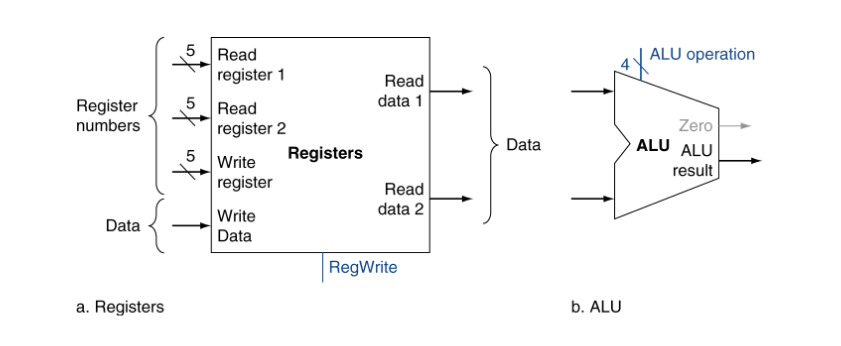 Register
numbers
Data
5
5
5
Read
register 1
Read
register 2
Write
register
Write
Data
Registers
Read
data 1
Read
data 2
RegWrite
Data
4
ALU operation
ALU
Zero
ALU
result
a. Registers
b. ALU